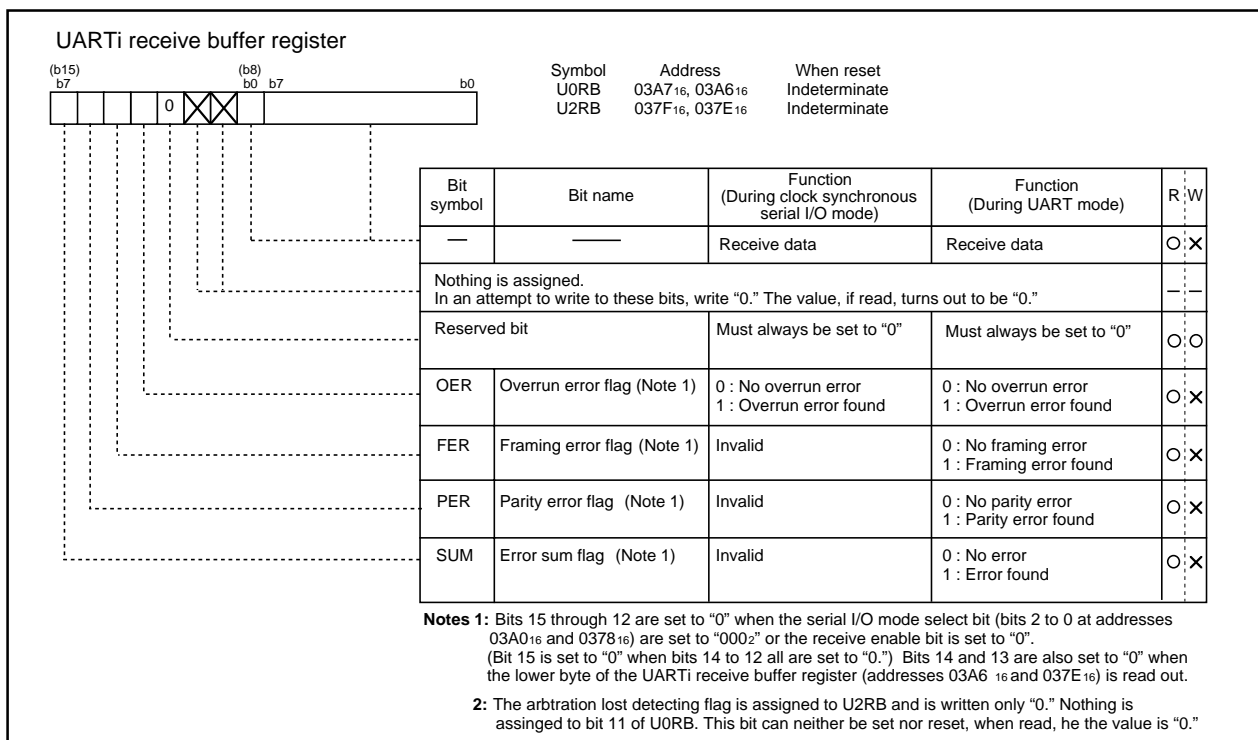 UARTi receive buffer register
(b15) (b8)
b7 b0 b7 b0
0
Symbol Address When reset
U0RB 03A716, 03A616 Indeterminate
U2RB 037F16, 037E16 Indeterminate
Bit symbol Bit name Function (During clock synchronous serial I/O mode) Function (During UART mode) R W
— —— Receive data Receive data O X
Nothing is assigned.
In an attempt to write to these bits, write “0.” The value, if read, turns out to be “0.” — —
Reserved bit Must always be set to “0” Must always be set to “0” O O
OER Overrun error flag (Note 1) 0 : No overrun error 0 : No overrun error
1 : Overrun error found 1 : Overrun error found O X
FER Framing error flag (Note 1) Invalid 0 : No framing error
1 : Framing error found O X
PER Parity error flag (Note 1) Invalid 0 : No parity error
1 : Parity error found O X
SUM Error sum flag (Note 1) Invalid 0 : No error
1 : Error found O X
Notes 1: Bits 15 through 12 are set to “0” when the serial I/O mode select bit (bits 2 to 0 at addresses
03A016 and 037816) are set to “0002” or the receive enable bit is set to “0”.
(Bit 15 is set to “0” when bits 14 to 12 all are set to “0.”) Bits 14 and 13 are also set to “0” when
the lower byte of the UARTi receive buffer register (addresses 03A6 16 and 037E16) is read out.
2: The arbtration lost detecting flag is assigned to U2RB and is written only “0.” Nothing is
assinged to bit 11 of U0RB. This bit can neither be set nor reset, when read, he the value is “0.”